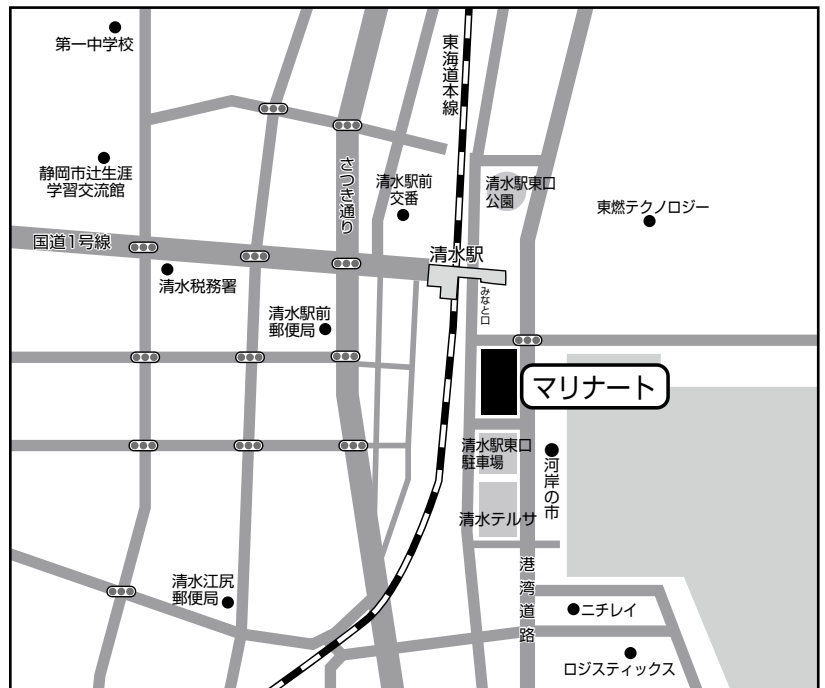 第一中学校
東海道本線
静岡市辻生涯
学習交流館
さつき通り
清水駅前
交番
清水駅東口
公園
東燃テクノロジー
国道1号線
清水駅
清水税務署
みなと口
清水駅前
郵便局
マリナート
清水駅東口
駐車場
河岸の市
清水テルサ
港湾道路
清水江尻
郵便局
ニチレイ
ロジスティックス